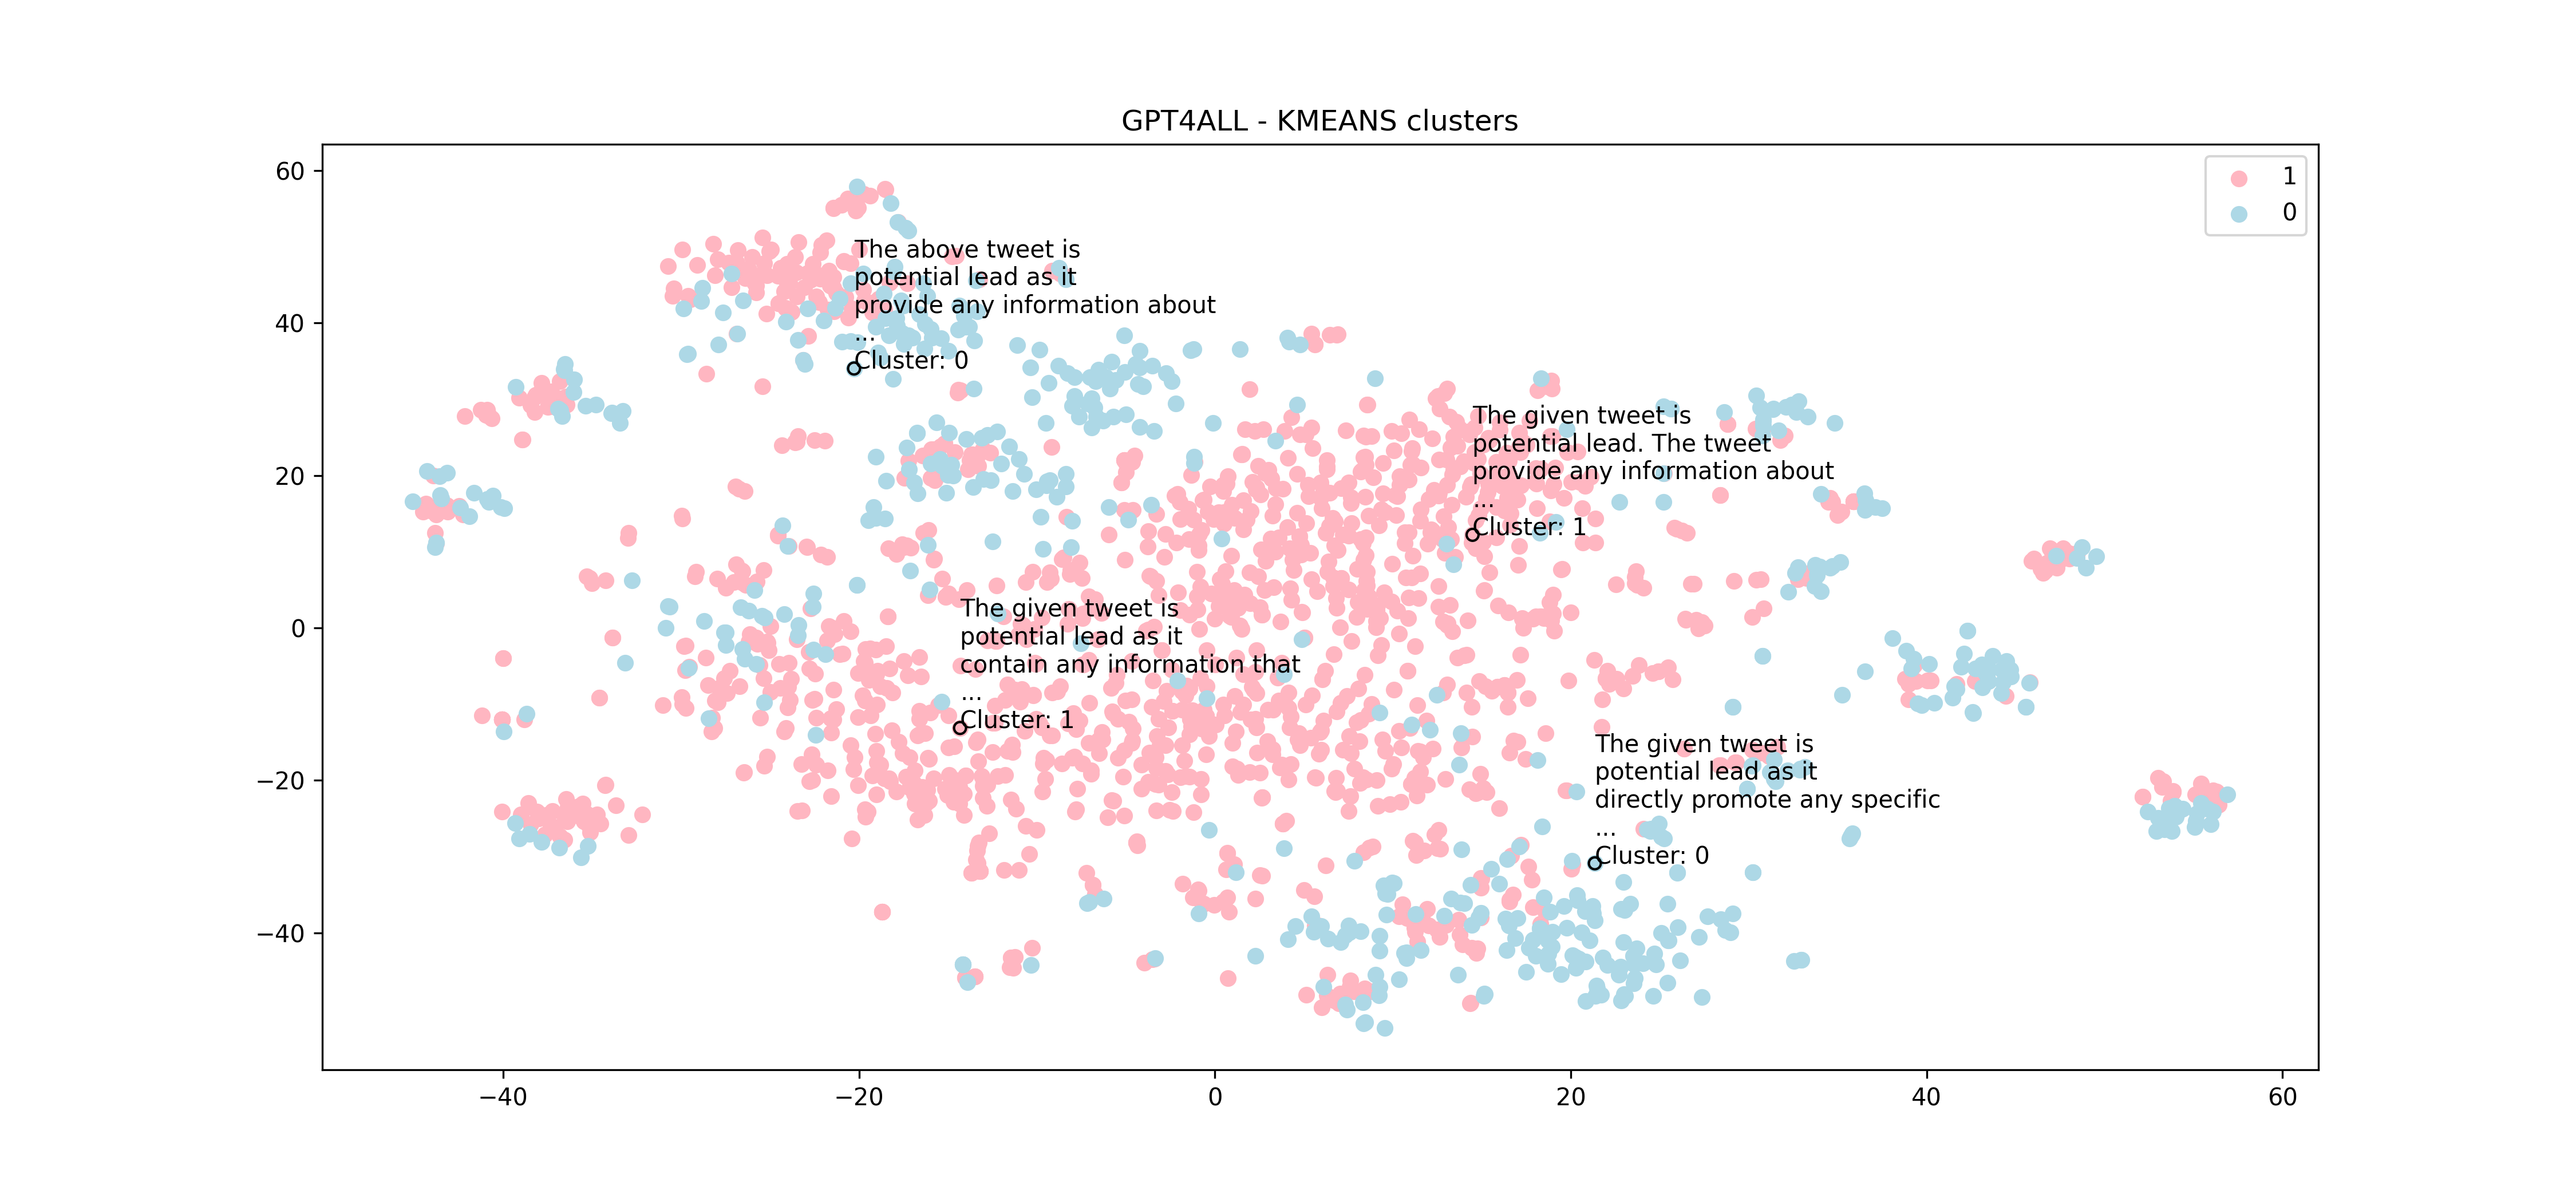 GPT4ALL - KMEANS clusters
1
0
The above tweet is
potential lead as it
provide any information about
...
Cluster: 0
The given tweet is
potential lead. The tweet
provide any information about
...
Cluster: 1
The given tweet is
potential lead as it
contain any information that
...
Cluster: 1
The given tweet is
potential lead as it
directly promote any specific
...
Cluster: 0
60
40
20
0
−20
−40
−40
−20
0
20
40
60